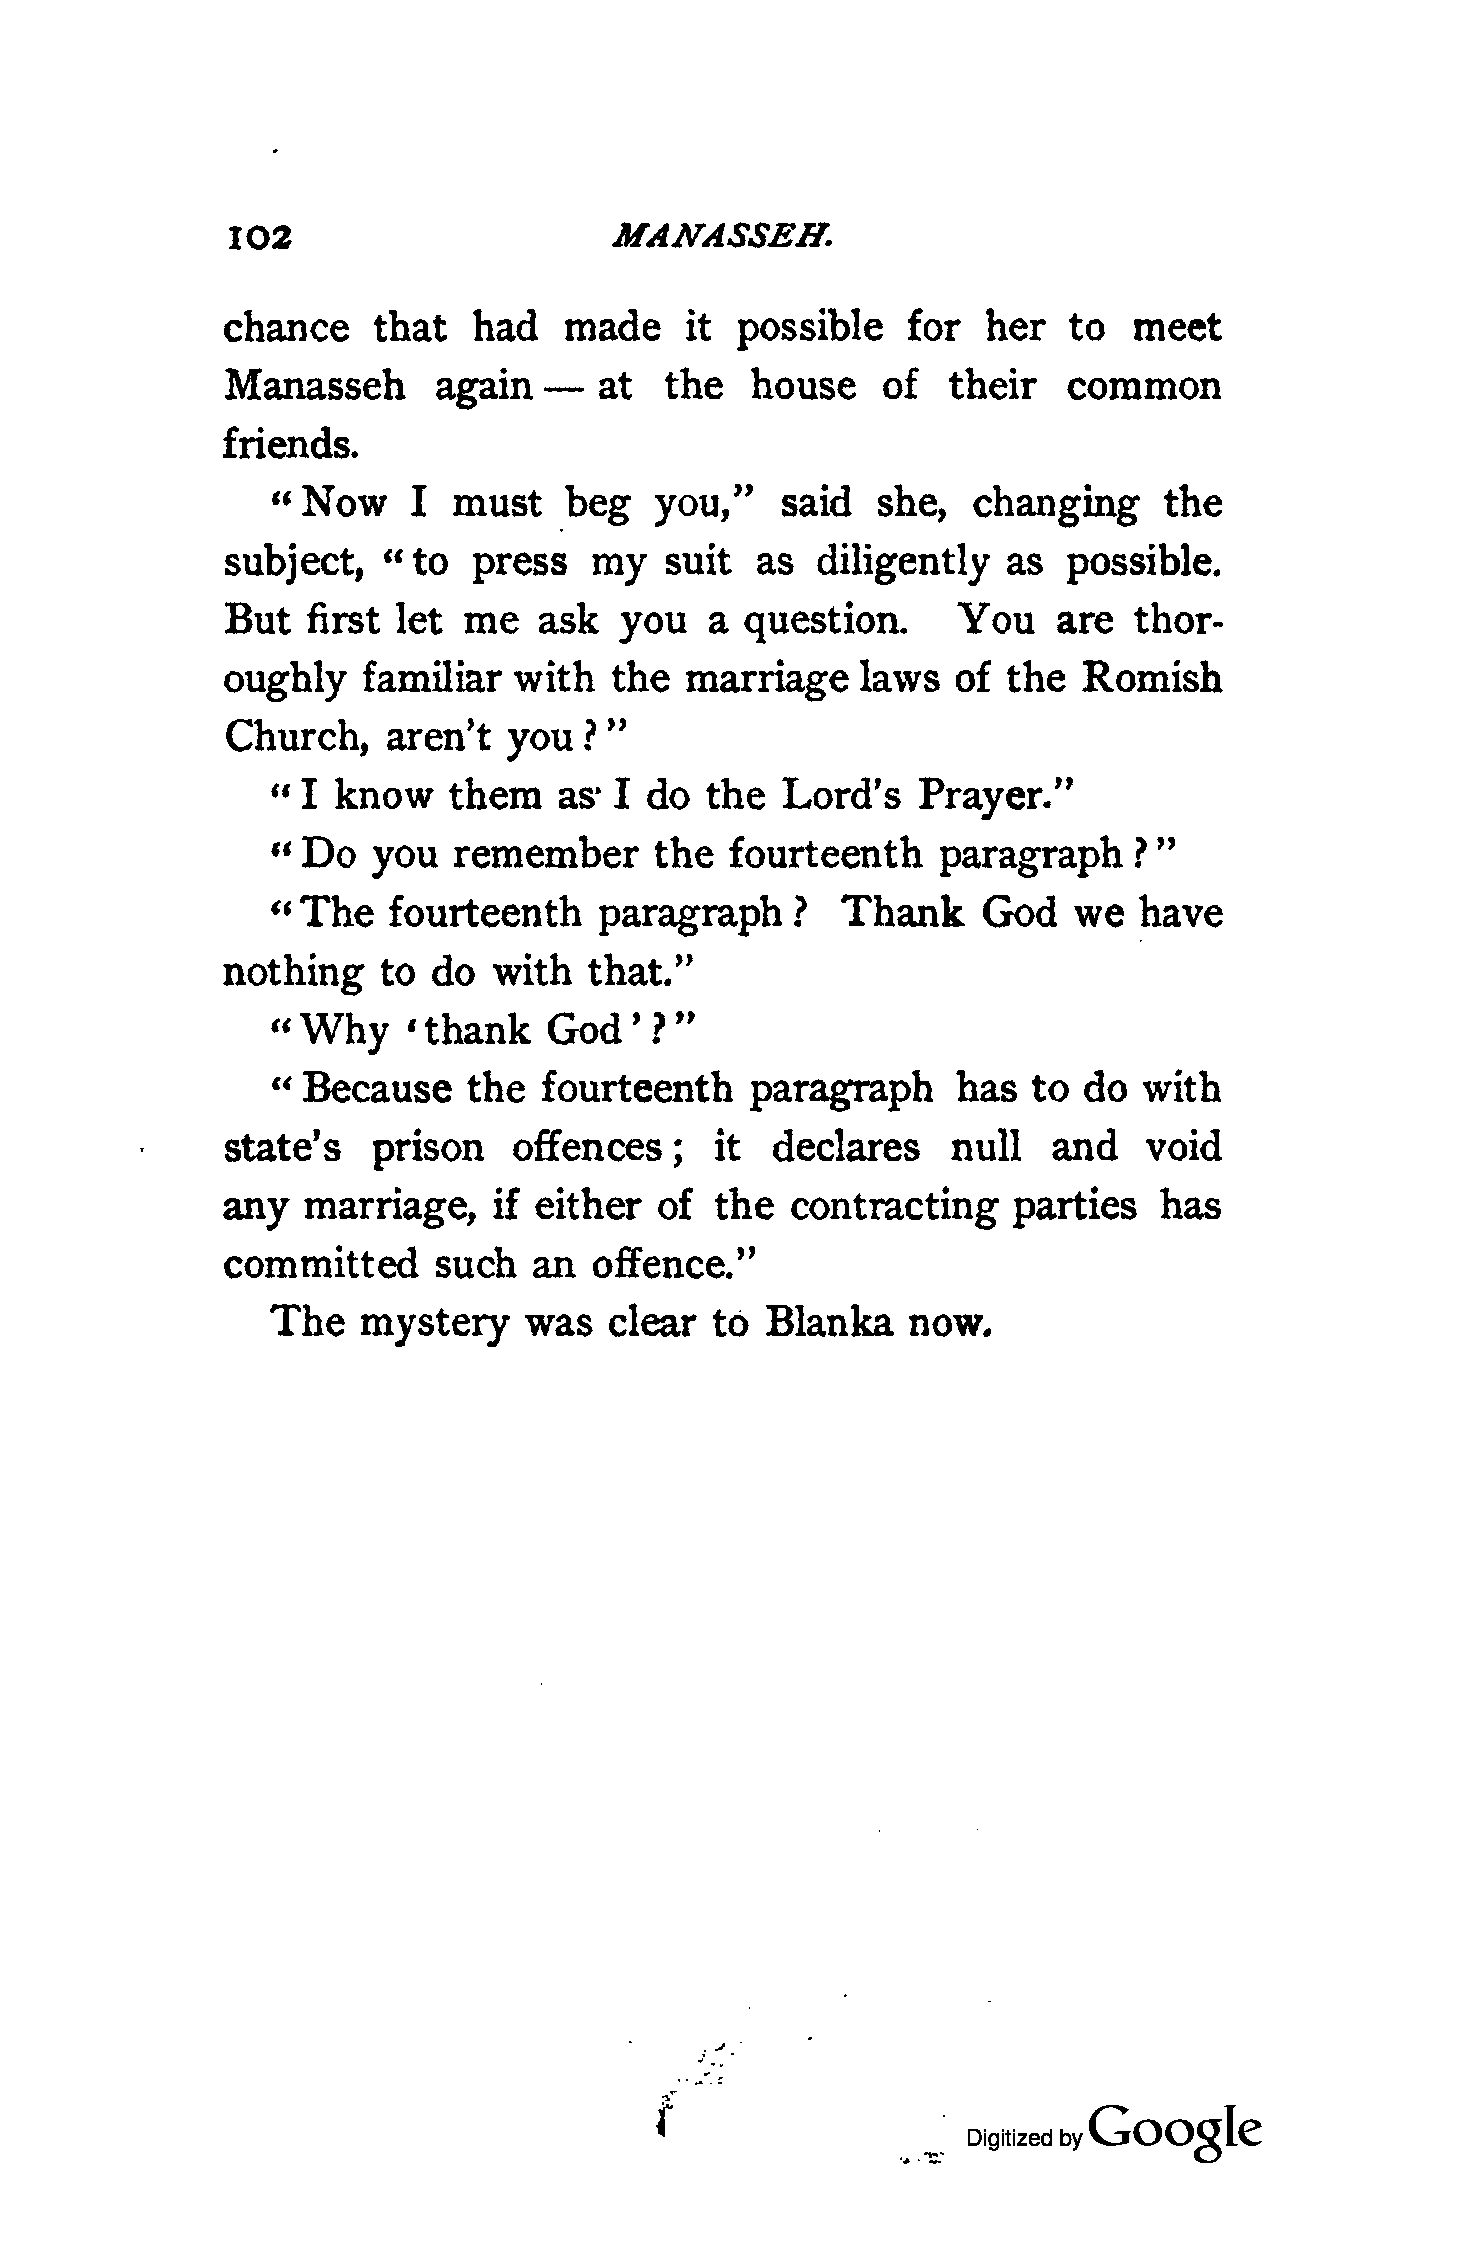 102 MANASSEH.
chance that had made it possible for her to meet
Manasseh again — at the house of their common
friends.
"Now I must beg you," said she, changing the
subject, "to press my suit as diligently as possible.
But first let me ask you a question. You are thor-
oughly familiar with the marriage laws of the Romish
Church, aren't you?"
"I know them as I do the Lord's Prayer."
"Do you remember the fourteenth paragraph?"
"The fourteenth paragraph? Thank God we have
nothing to do with that."
"Why 'thank God'?"
"Because the fourteenth paragraph has to do with
state's prison offences; it declares null and void
any marriage, if either of the contracting parties has
committed such an offence."
The mystery was clear to Blanka now.
Digitized by Google